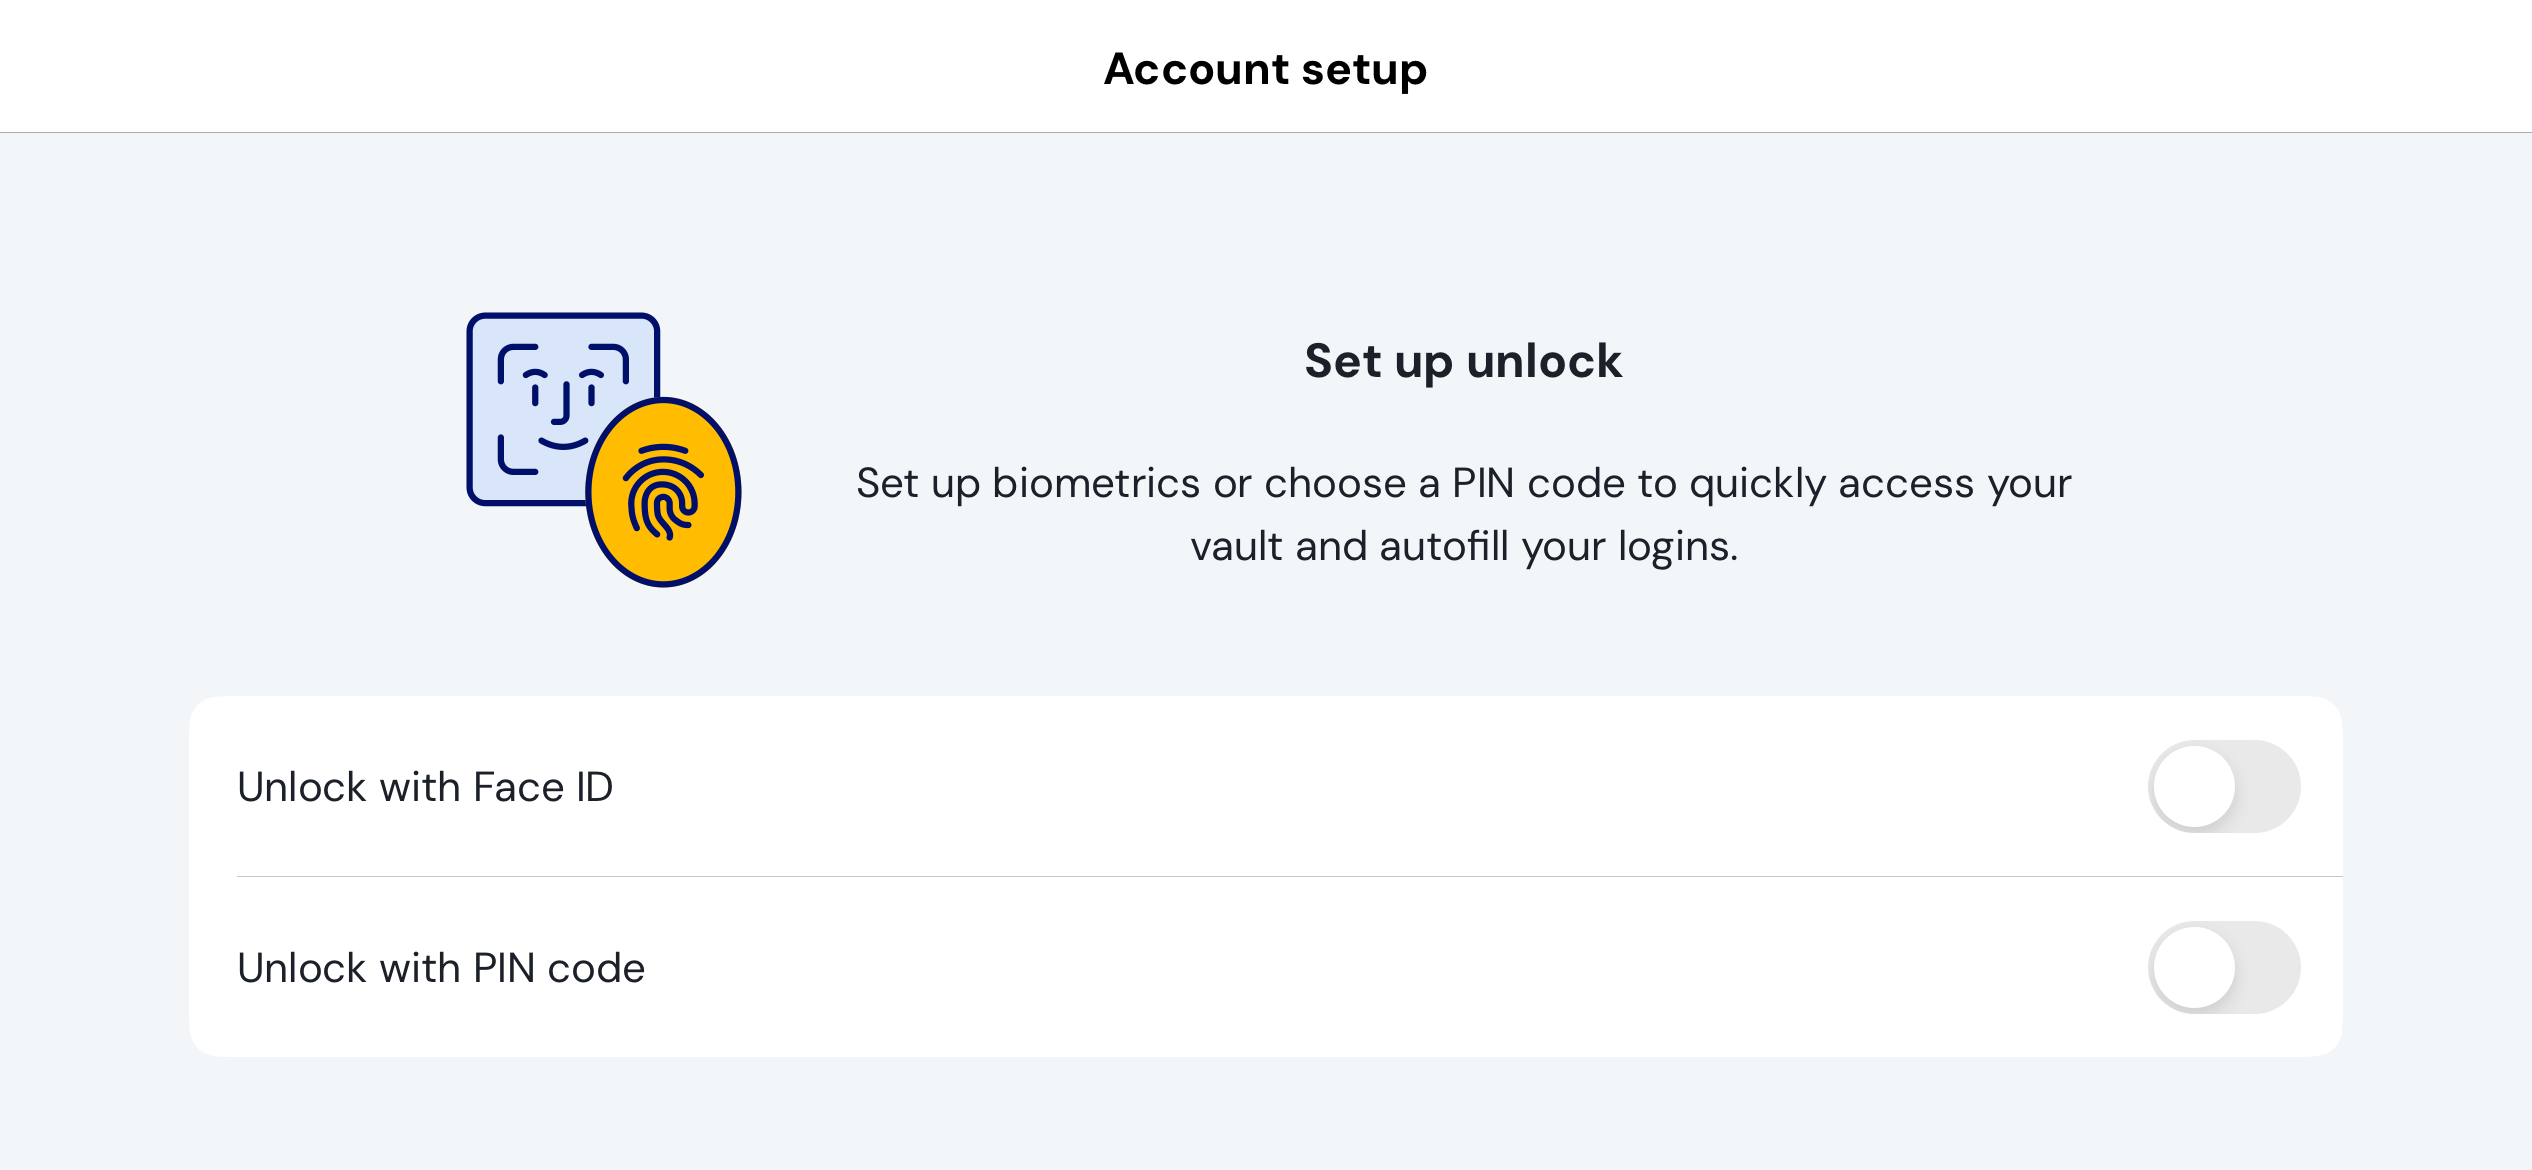 Account setup
Set up unlock
Set up biometrics or choose a PIN code to quickly access your
vault and autofill your logins.
Unlock with Face ID
Unlock with PIN code